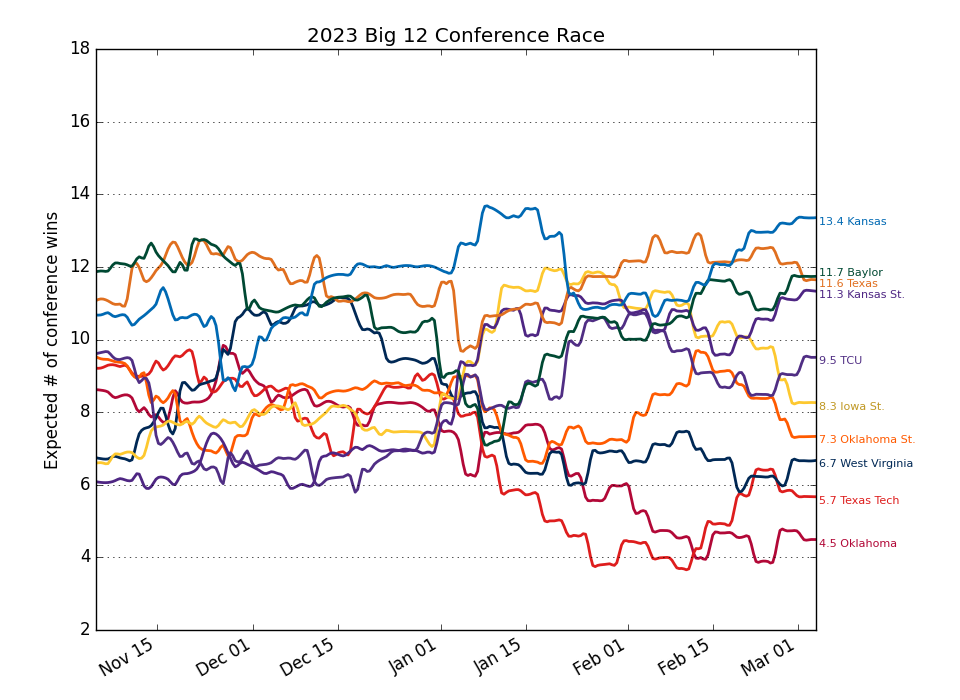 2023 Big 12 Conference Race
Expected # of conference wins
18
16
14
12
10
8
6
4
2
Nov 15
Dec 01
Dec 15
Jan 01
Jan 15
Feb 01
Feb 15
Mar 01
13.4 Kansas
11.7 Baylor
11.6 Texas
11.3 Kansas St.
9.5 TCU
8.3 Iowa St.
7.3 Oklahoma St.
6.7 West Virginia
5.7 Texas Tech
4.5 Oklahoma